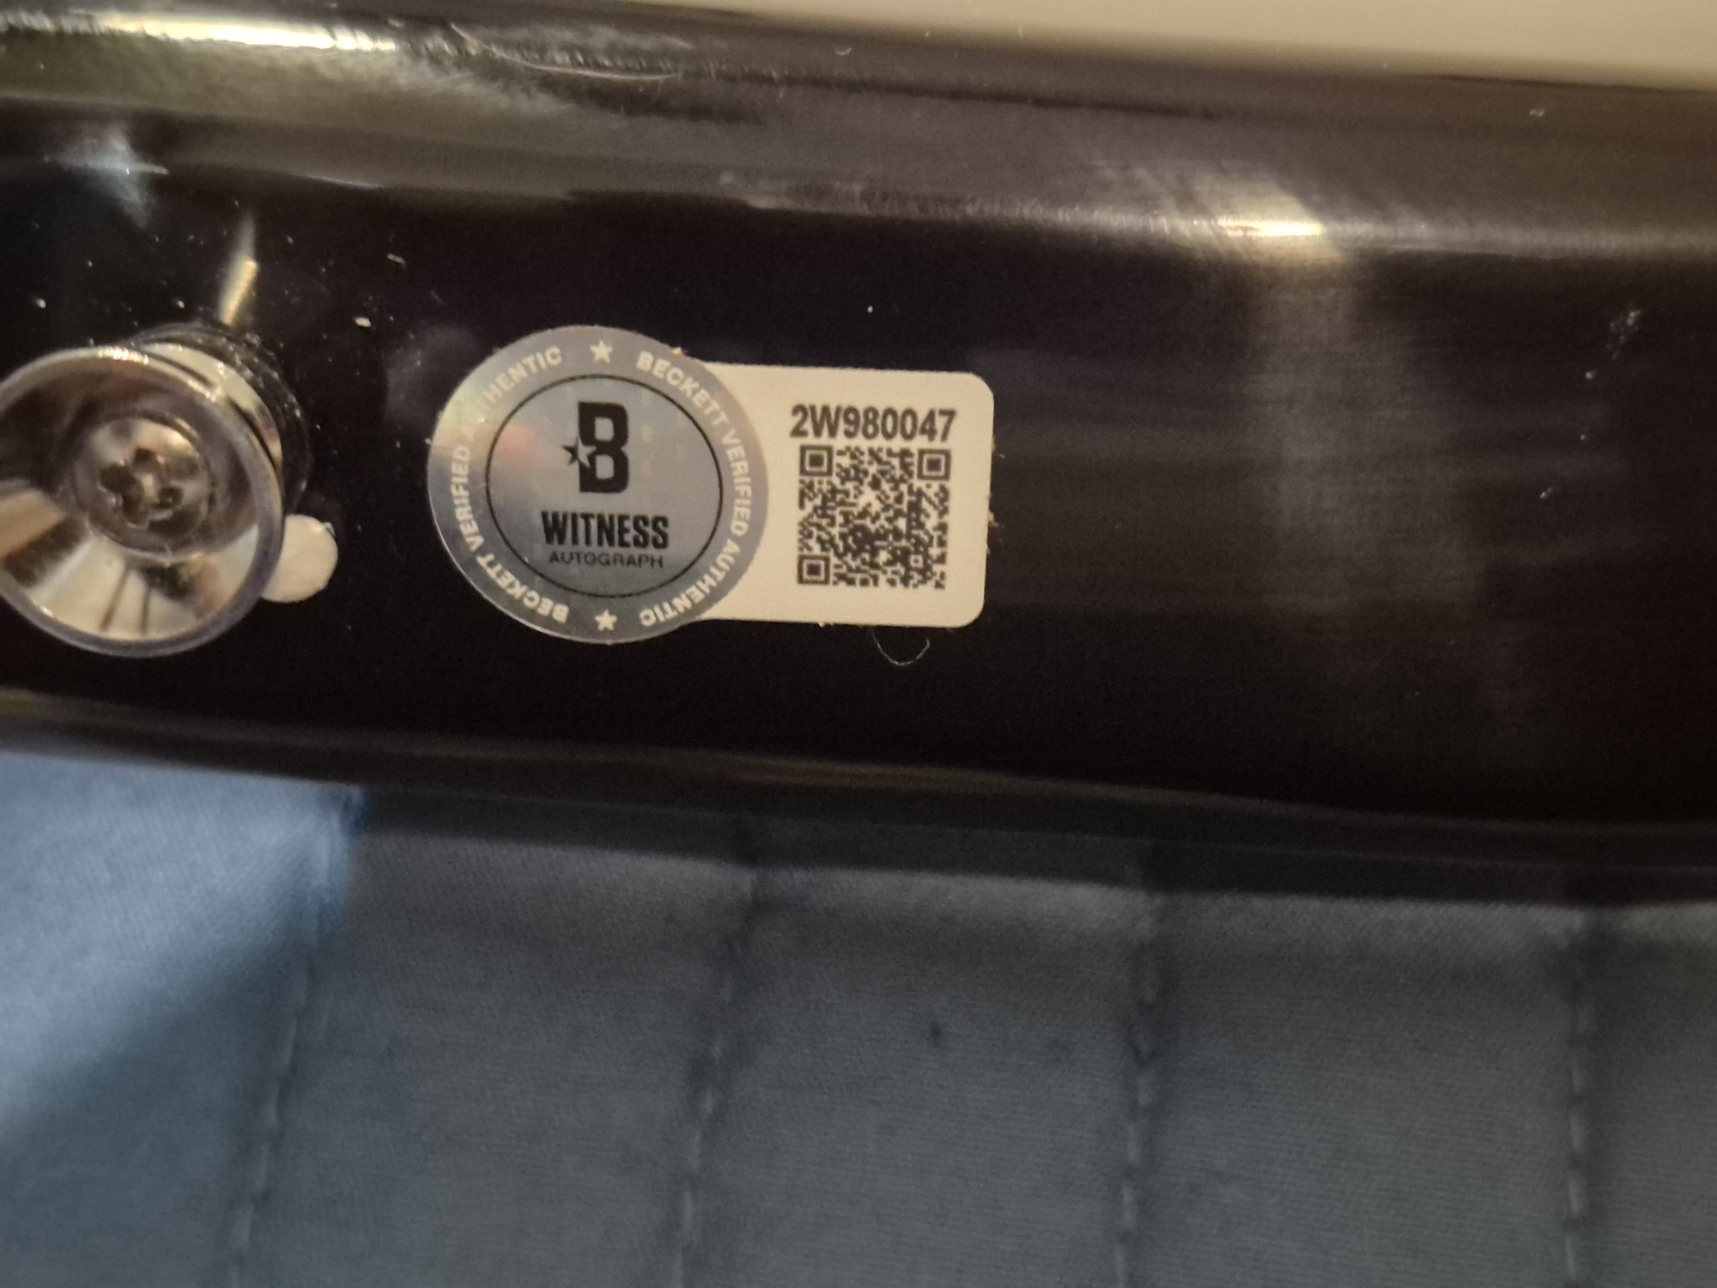 BECKETT VERIFIED AUTHENTIC ★ BECKETT VERIFIED AUTHENTIC ★
B
WITNESS
AUTOGRAPH
2W980047